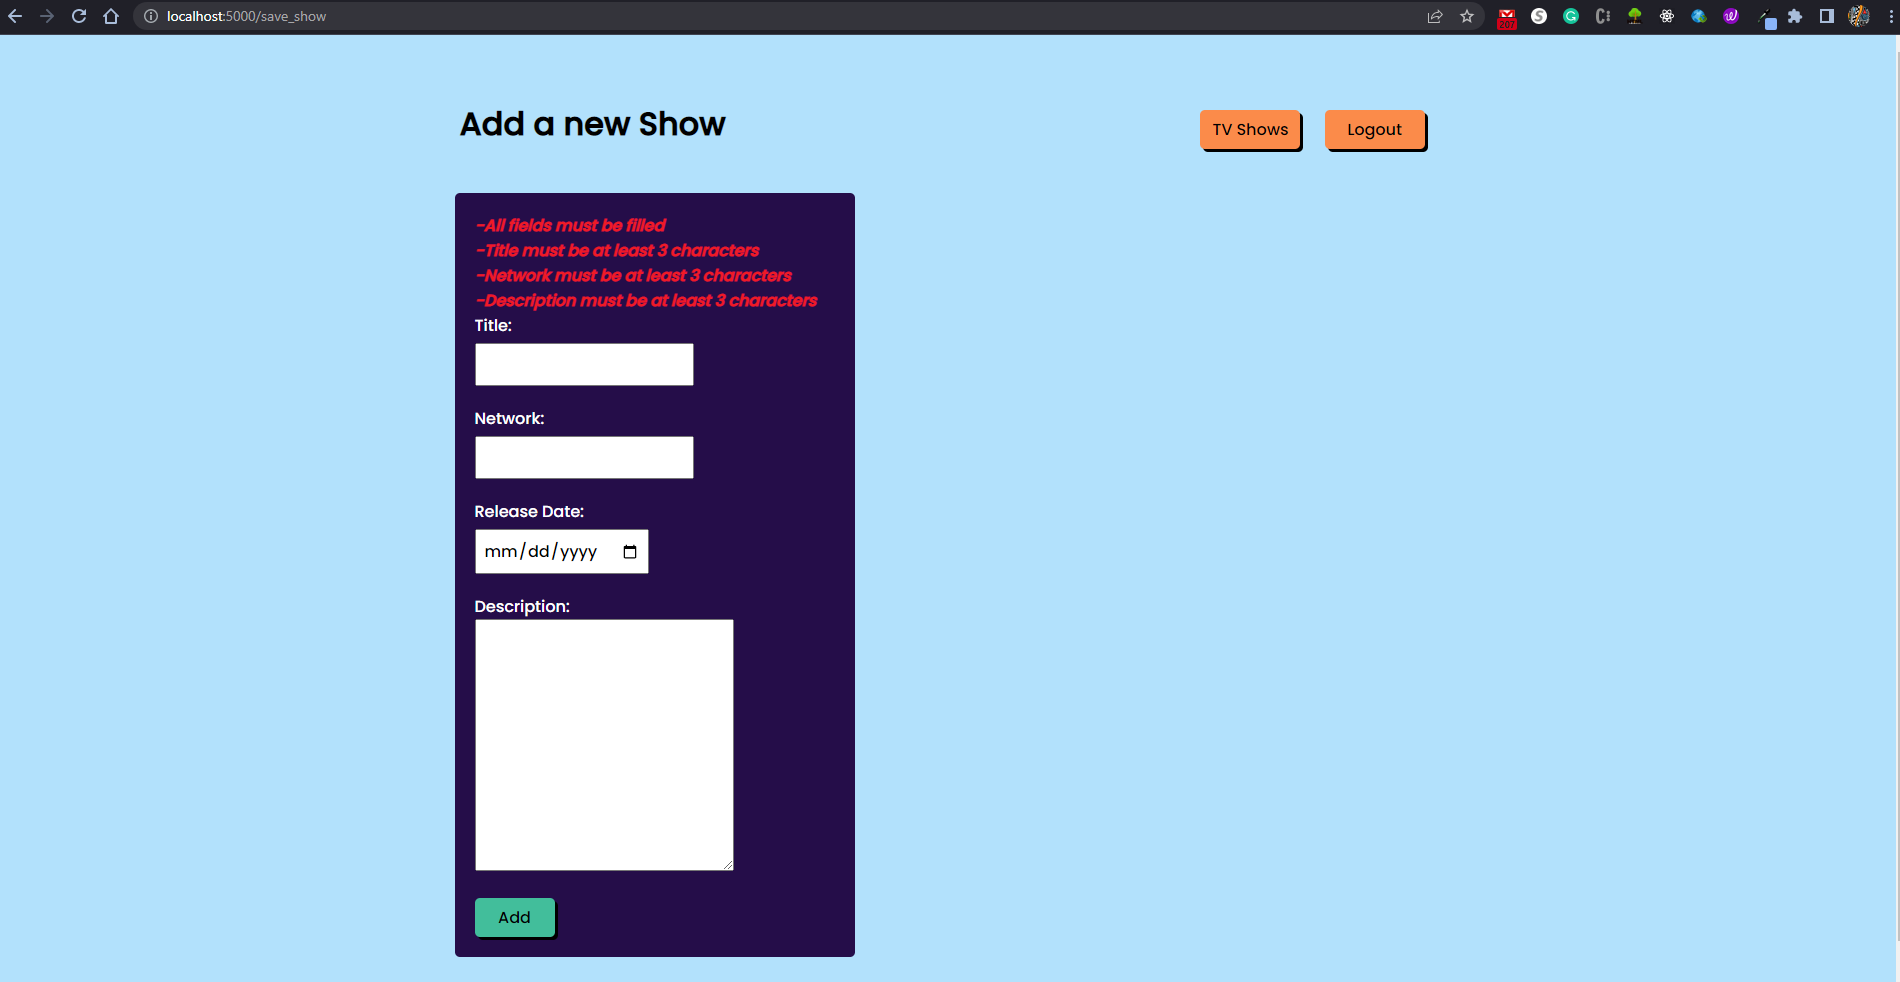 localhost:5000/save_show
Add a new Show
TV Shows
Logout
-All fields must be filled
-Title must be at least 3 characters
-Network must be at least 3 characters
-Description must be at least 3 characters
Title:
Network:
Release Date:
mm/dd/yyyy
Description:
Add